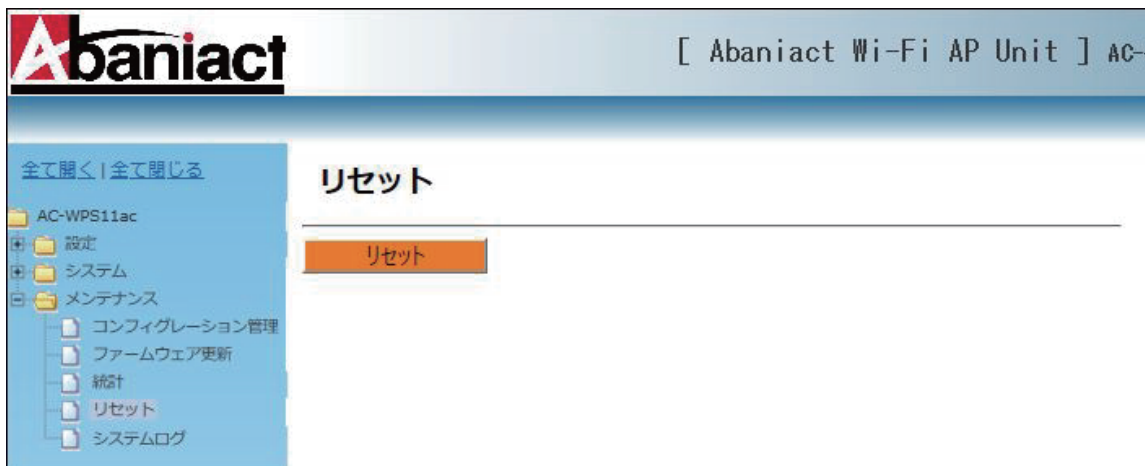 Abaniact
[ Abaniact Wi-Fi AP Unit ] AC-
全て開く | 全て閉じる
AC-WPS11ac
設定
システム
メンテナンス
コンフィグレーション管理
ファームウェア更新
統計
リセット
システムログ
リセット
リセット